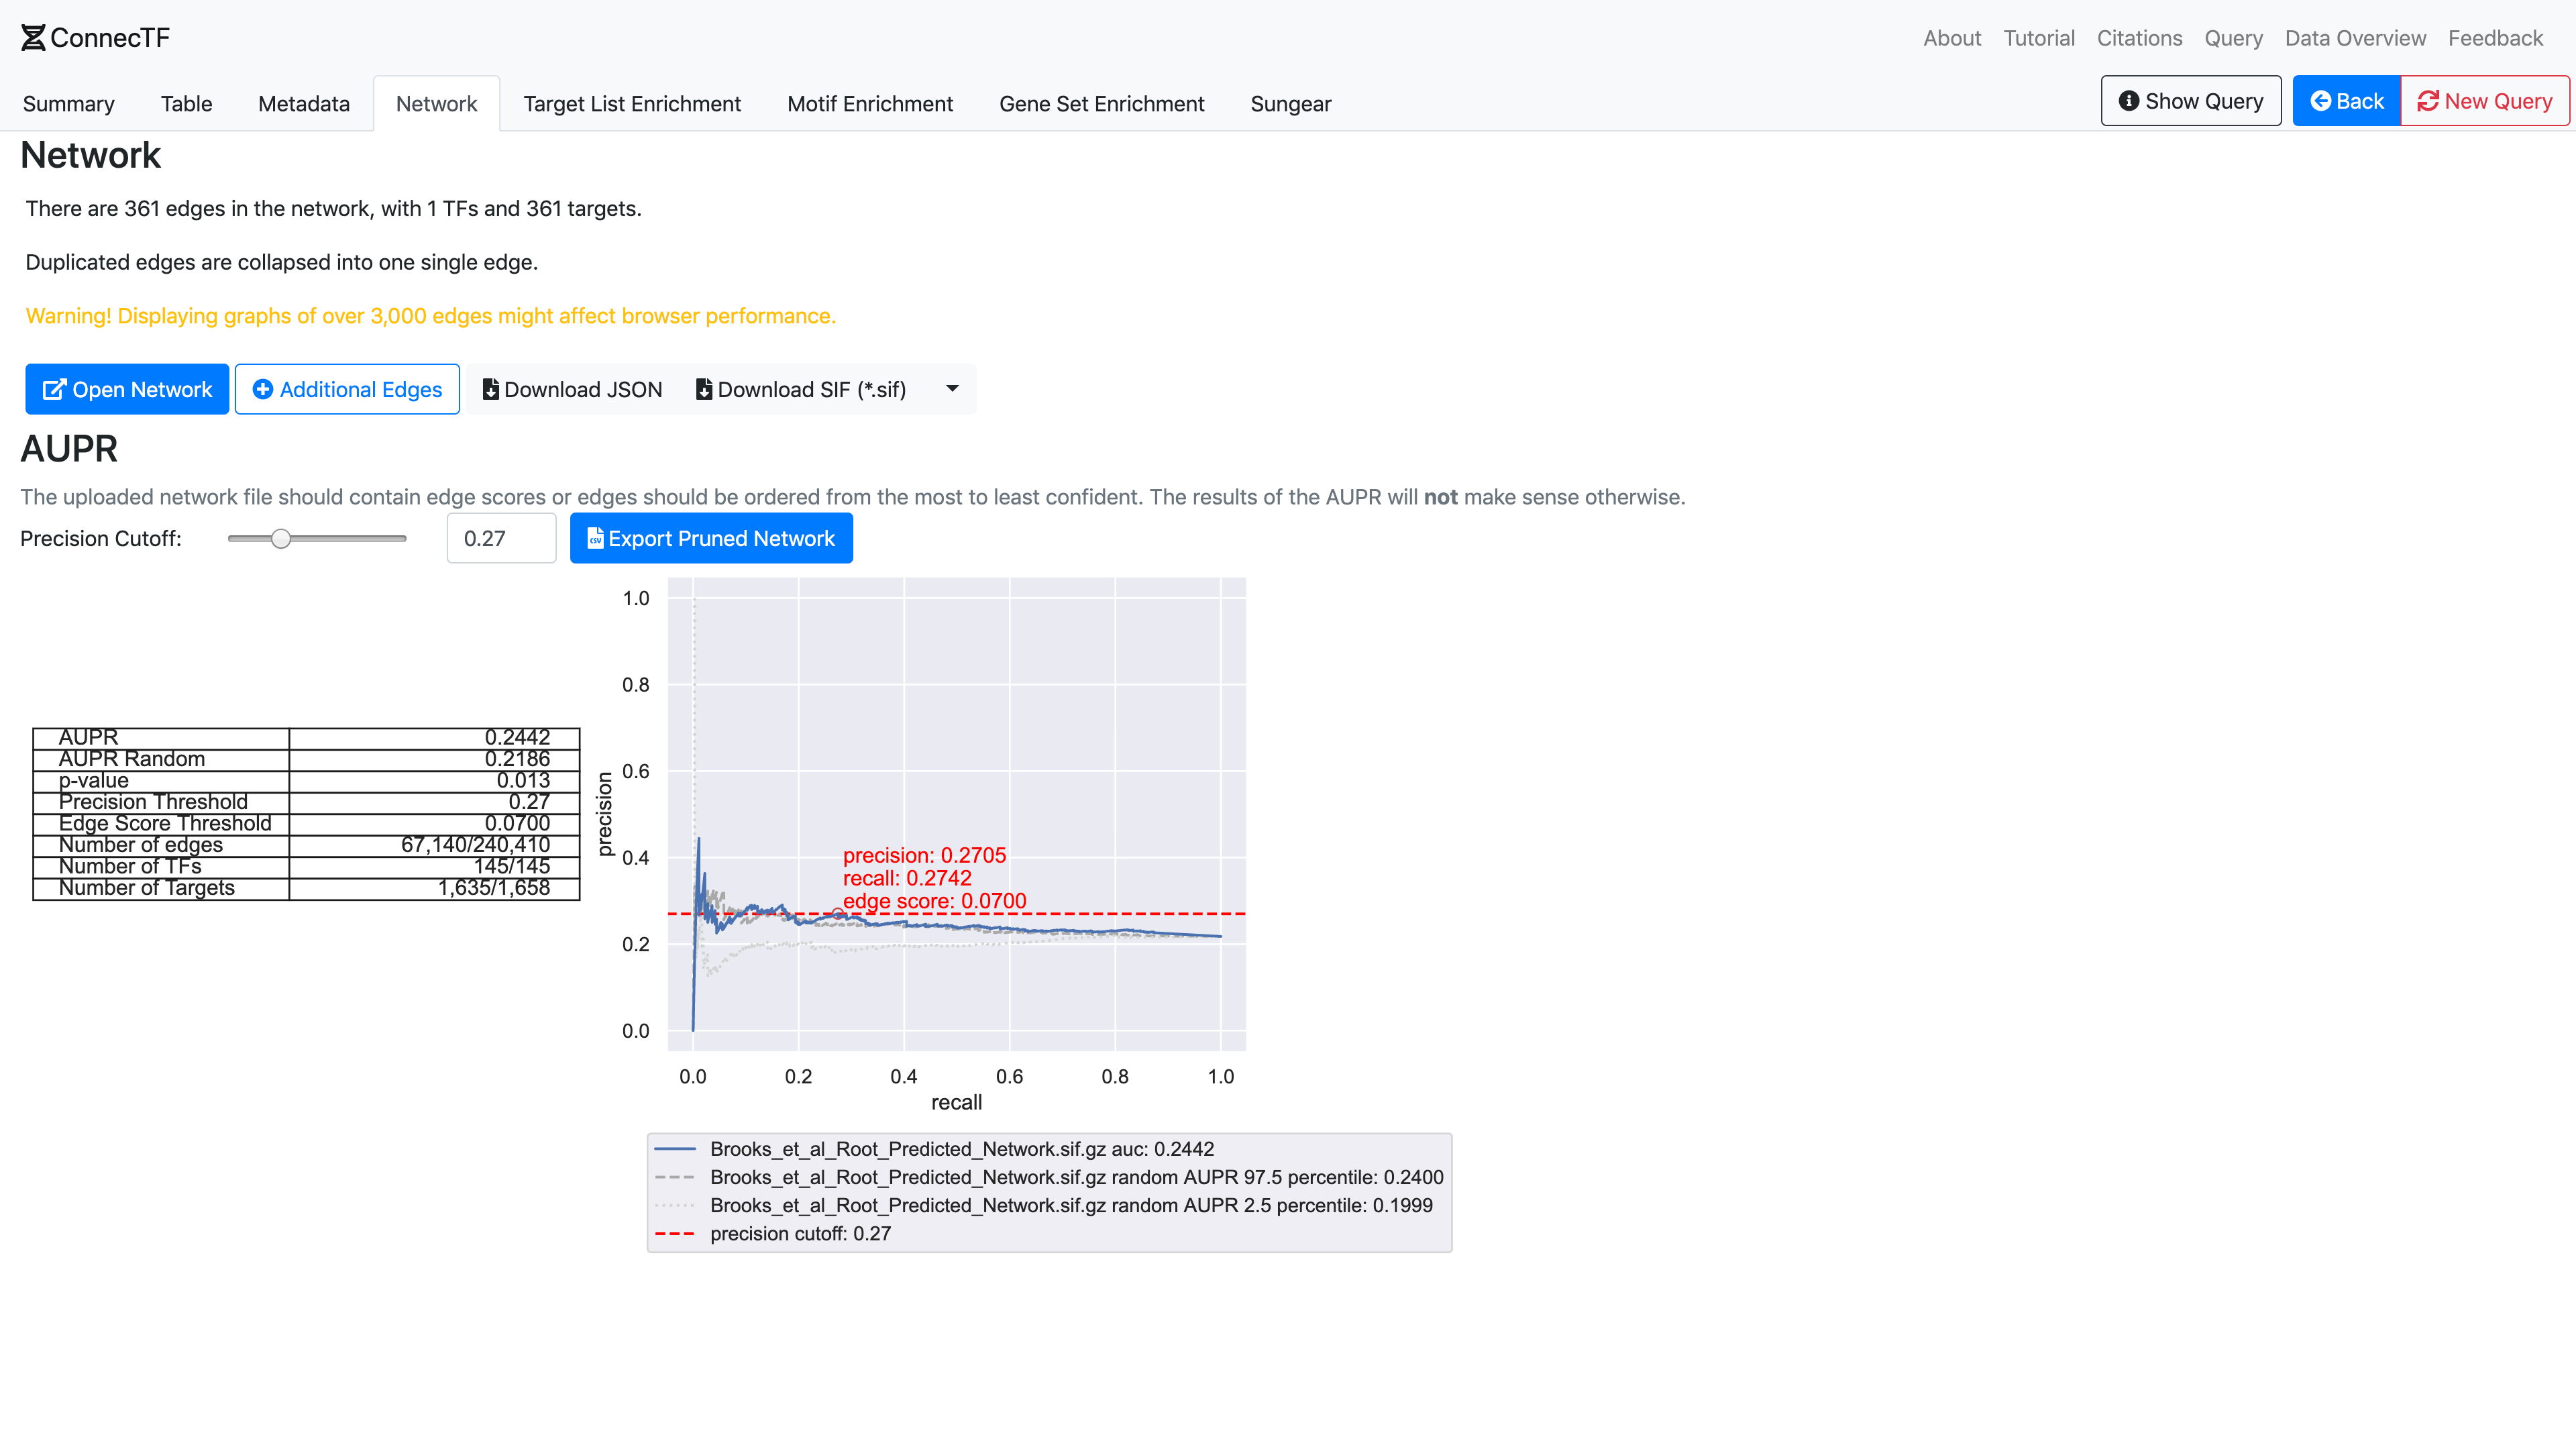 ConnecTF
About Tutorial Citations Query Data Overview Feedback
Summary Table Metadata Network Target List Enrichment Motif Enrichment Gene Set Enrichment Sungear
Show Query Back New Query
Network
There are 361 edges in the network, with 1 TFs and 361 targets.
Duplicated edges are collapsed into one single edge.
Warning! Displaying graphs of over 3,000 edges might affect browser performance.
Open Network Additional Edges Download JSON Download SIF (*.sif)
AUPR
The uploaded network file should contain edge scores or edges should be ordered from the most to least confident. The results of the AUPR will not make sense otherwise.
Precision Cutoff: 0.27 Export Pruned Network
AUPR 0.2442
AUPR Random 0.2186
p-value 0.013
Precision Threshold 0.27
Edge Score Threshold 0.0700
Number of edges 67,140/240,410
Number of TFs 145/145
Number of Targets 1,635/1,658
precision
1.0
0.8
0.6
0.4
0.2
0.0
precision: 0.2705
recall: 0.2742
edge score: 0.0700
0.0 0.2 0.4 0.6 0.8 1.0
recall
Brooks_et_al_Root_Predicted_Network.sif.gz auc: 0.2442
Brooks_et_al_Root_Predicted_Network.sif.gz random AUPR 97.5 percentile: 0.2400
Brooks_et_al_Root_Predicted_Network.sif.gz random AUPR 2.5 percentile: 0.1999
precision cutoff: 0.27